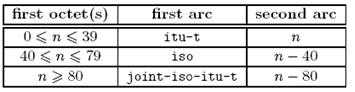 first octet(s) first arc second arc
0 ⩽ n ⩽ 39 itu-t n
40 ⩽ n ⩽ 79 iso n − 40
n ⩾ 80 joint-iso-itu-t n − 80